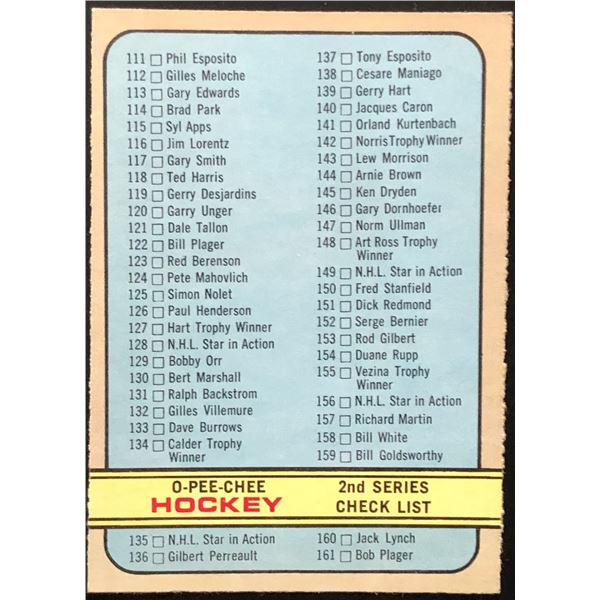 111 Phil Esposito
112 Gilles Meloche
113 Gary Edwards
114 Brad Park
115 Syl Apps
116 Jim Lorentz
117 Gary Smith
118 Ted Harris
119 Gerry Desjardins
120 Garry Unger
121 Dale Tallon
122 Bill Plager
123 Red Berenson
124 Pete Mahovlich
125 Simon Nolet
126 Paul Henderson
127 Hart Trophy Winner
128 N.H.L. Star in Action
129 Bobby Orr
130 Bert Marshall
131 Ralph Backstrom
132 Gilles Villemure
133 Dave Burrows
134 Calder Trophy
Winner
137 Tony Esposito
138 Cesare Maniago
139 Gerry Hart
140 Jacques Caron
141 Orland Kurtenbach
142 Norris Trophy Winner
143 Lew Morrison
144 Arnie Brown
145 Ken Dryden
146 Gary Dornhoefer
147 Norm Ullman
148 Art Ross Trophy
Winner
149 N.H.L. Star in Action
150 Fred Stanfield
151 Dick Redmond
152 Serge Bernier
153 Rod Gilbert
154 Duane Rupp
155 Vezina Trophy
Winner
156 N.H.L. Star in Action
157 Richard Martin
158 Bill White
159 Bill Goldsworthy
O-PEE-CHEE
HOCKEY
2nd SERIES
CHECK LIST
135 N.H.L. Star in Action
136 Gilbert Perreault
160 Jack Lynch
161 Bob Plager